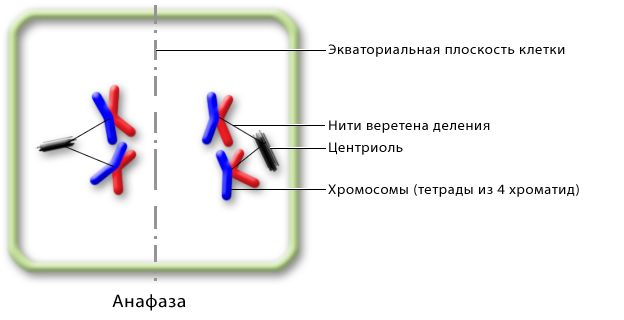 Экваториальная плоскость клетки
Нити веретена деления
Центриоль
Хромосомы (тетрады из 4 хроматид)
Анафаза